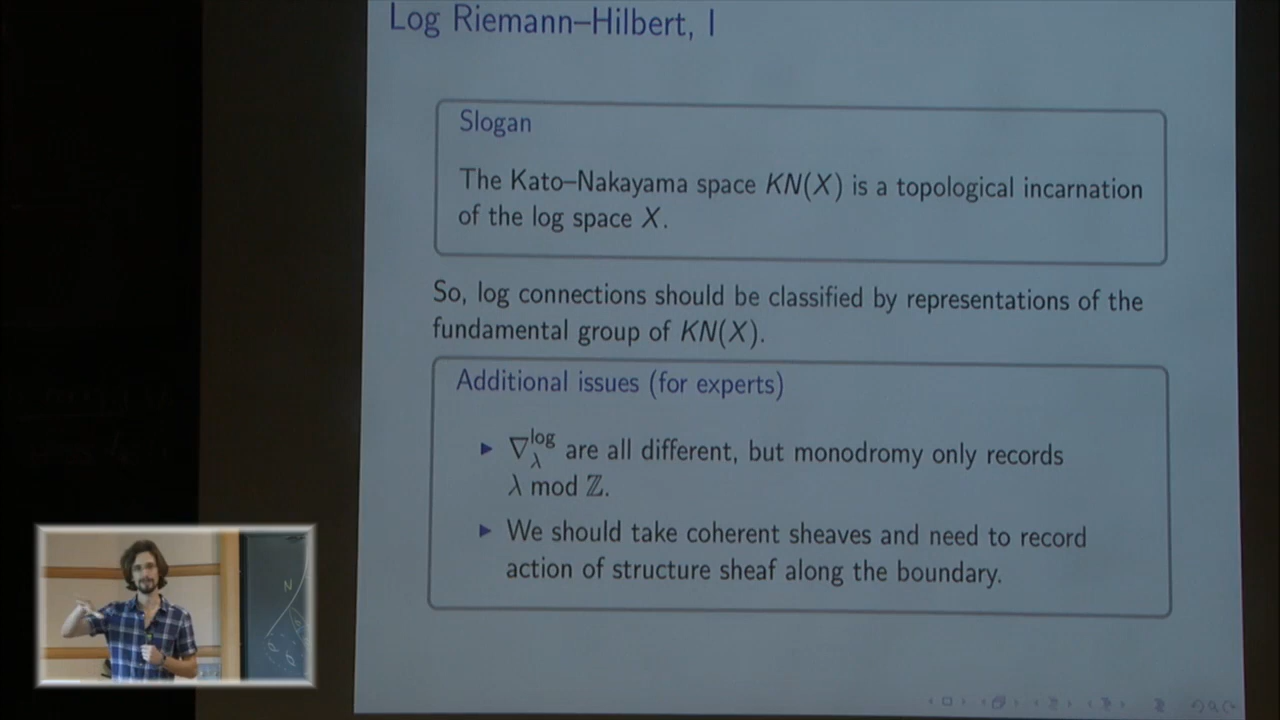 Log Riemann–Hilbert, I
Slogan
The Kato–Nakayama space KN(X) is a topological incarnation
of the log space X.
So, log connections should be classified by representations of the
fundamental group of KN(X).
Additional issues (for experts)
▶ ∇_λ^log are all different, but monodromy only records
λ mod ℤ.
▶ We should take coherent sheaves and need to record
action of structure sheaf along the boundary.